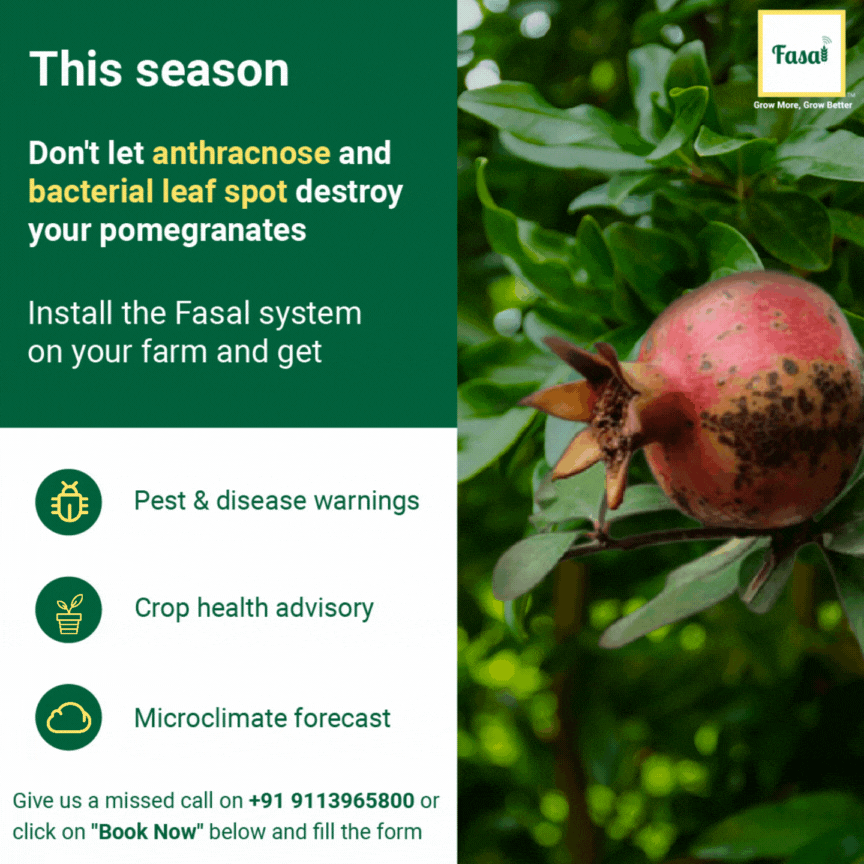 This season
Don't let anthracnose and
bacterial leaf spot destroy
your pomegranates
Install the Fasal system
on your farm and get
Pest & disease warnings
Crop health advisory
Microclimate forecast
Give us a missed call on +91 9113965800 or
click on "Book Now" below and fill the form
Fasal
TM
Grow More, Grow Better